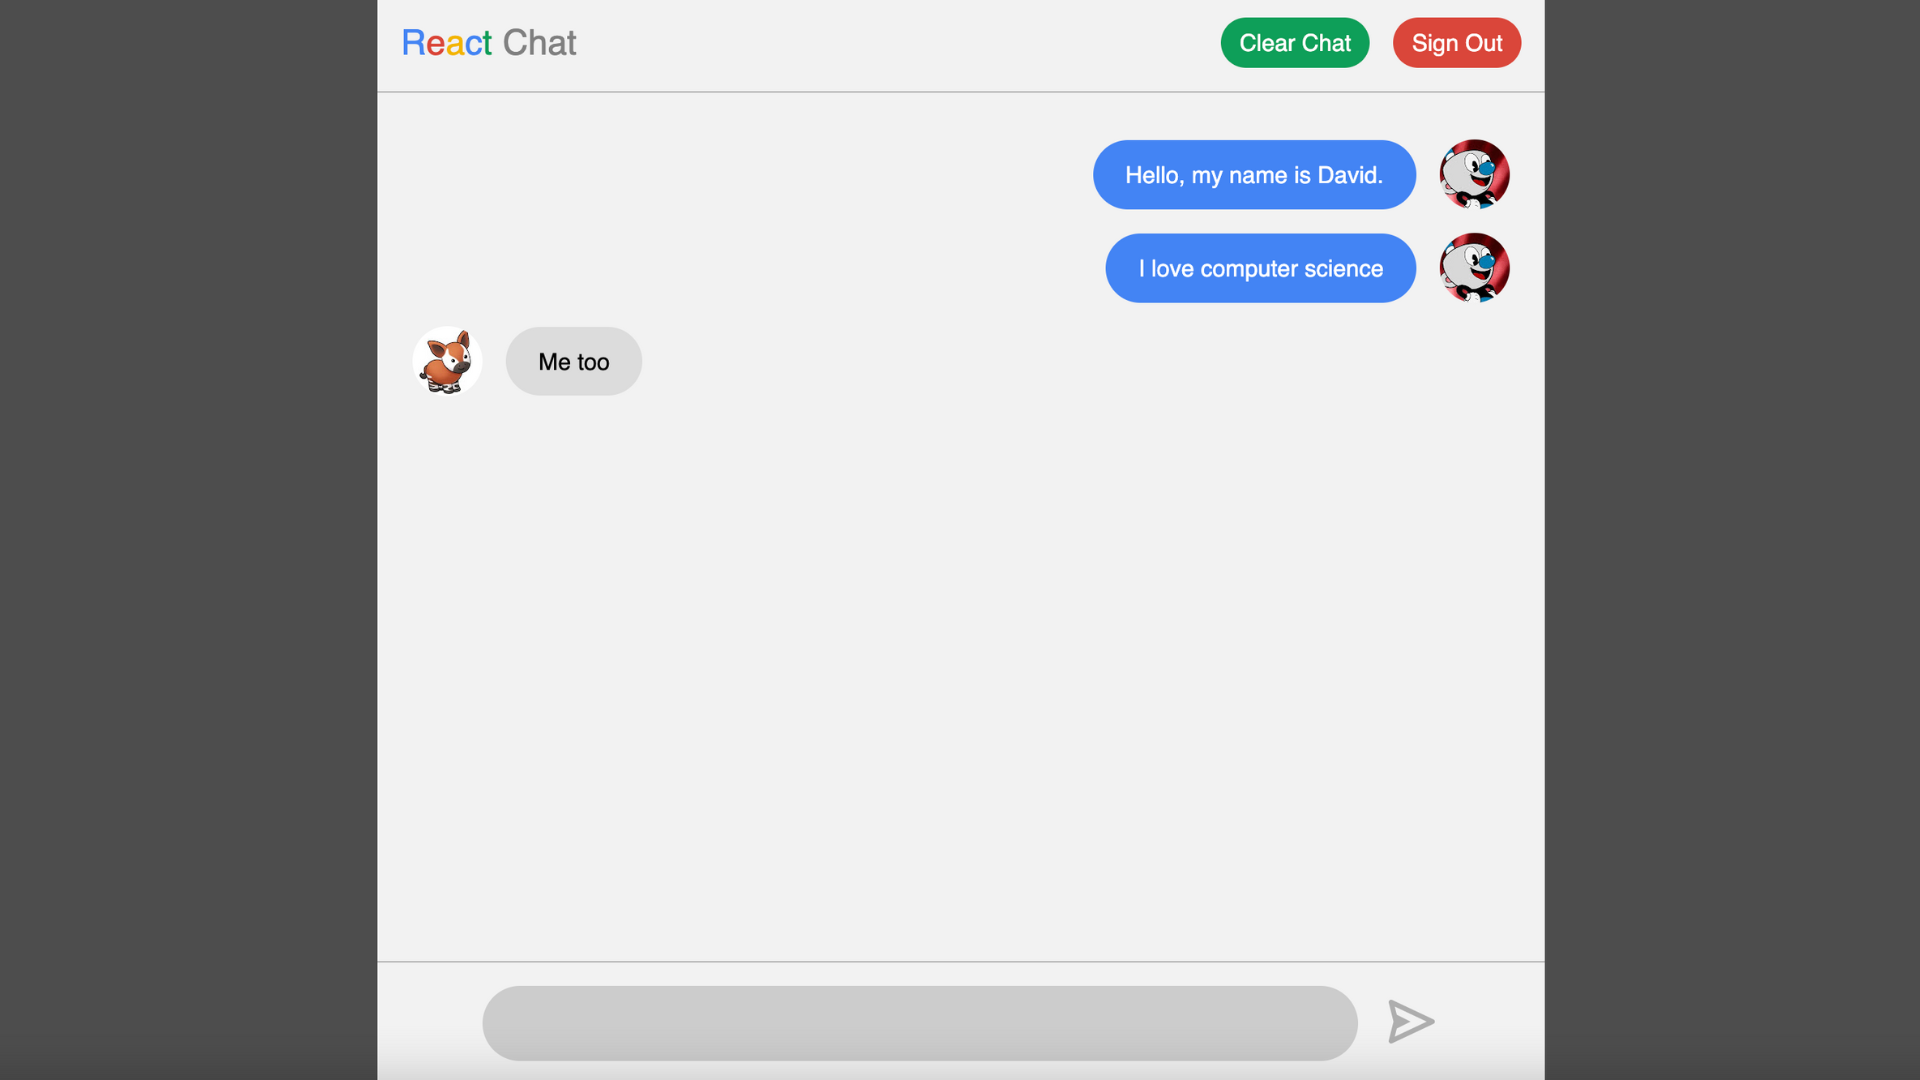 React Chat
Clear Chat
Sign Out
Hello, my name is David.
I love computer science
Me too